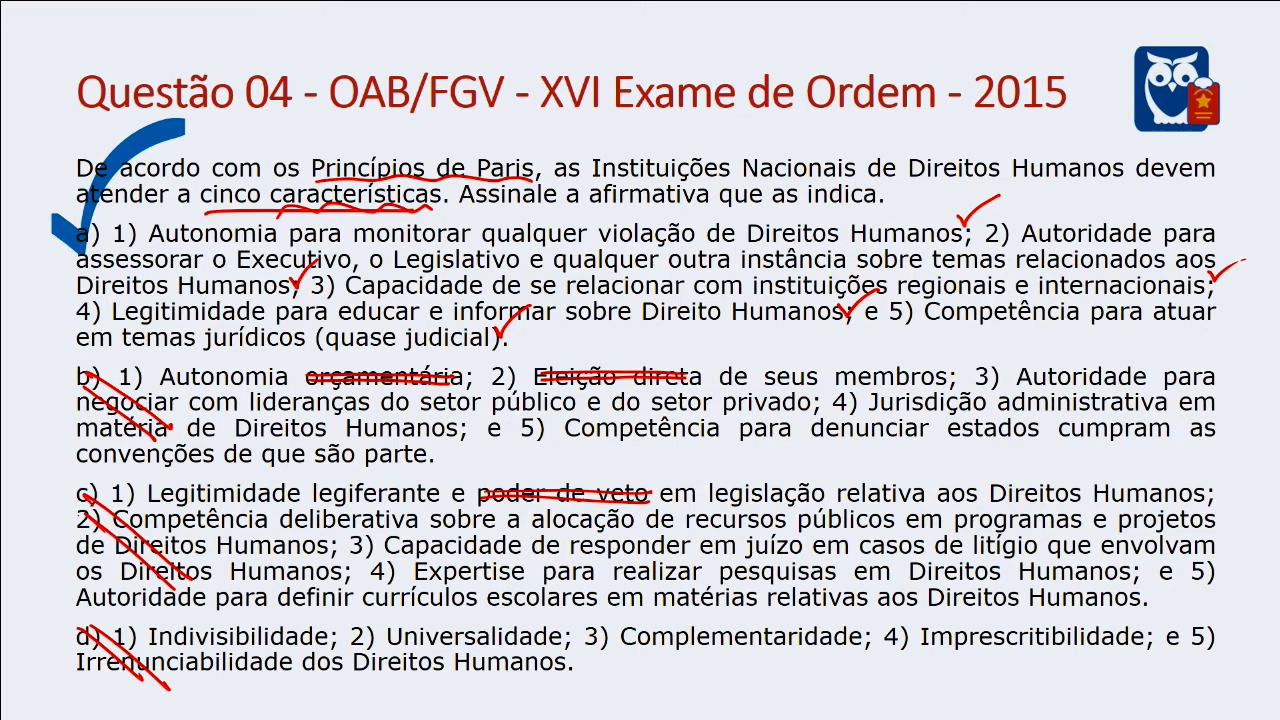 Questão 04 - OAB/FGV - XVI Exame de Ordem - 2015
De acordo com os Princípios de Paris, as Instituições Nacionais de Direitos Humanos devem
atender a cinco características. Assinale a afirmativa que as indica.
a) 1) Autonomia para monitorar qualquer violação de Direitos Humanos; 2) Autoridade para
assessorar o Executivo, o Legislativo e qualquer outra instância sobre temas relacionados aos
Direitos Humanos; 3) Capacidade de se relacionar com instituições regionais e internacionais;
4) Legitimidade para educar e informar sobre Direito Humanos; e 5) Competência para atuar
em temas jurídicos (quase judicial).
b) 1) Autonomia orçamentária; 2) Eleição direta de seus membros; 3) Autoridade para
negociar com lideranças do setor público e do setor privado; 4) Jurisdição administrativa em
matéria de Direitos Humanos; e 5) Competência para denunciar estados cumpram as
convenções de que são parte.
c) 1) Legitimidade legiferante e poder de veto em legislação relativa aos Direitos Humanos;
2) Competência deliberativa sobre a alocação de recursos públicos em programas e projetos
de Direitos Humanos; 3) Capacidade de responder em juízo em casos de litígio que envolvam
os Direitos Humanos; 4) Expertise para realizar pesquisas em Direitos Humanos; e 5)
Autoridade para definir currículos escolares em matérias relativas aos Direitos Humanos.
d) 1) Indivisibilidade; 2) Universalidade; 3) Complementaridade; 4) Imprescritibilidade; e 5)
Irrenunciabilidade dos Direitos Humanos.